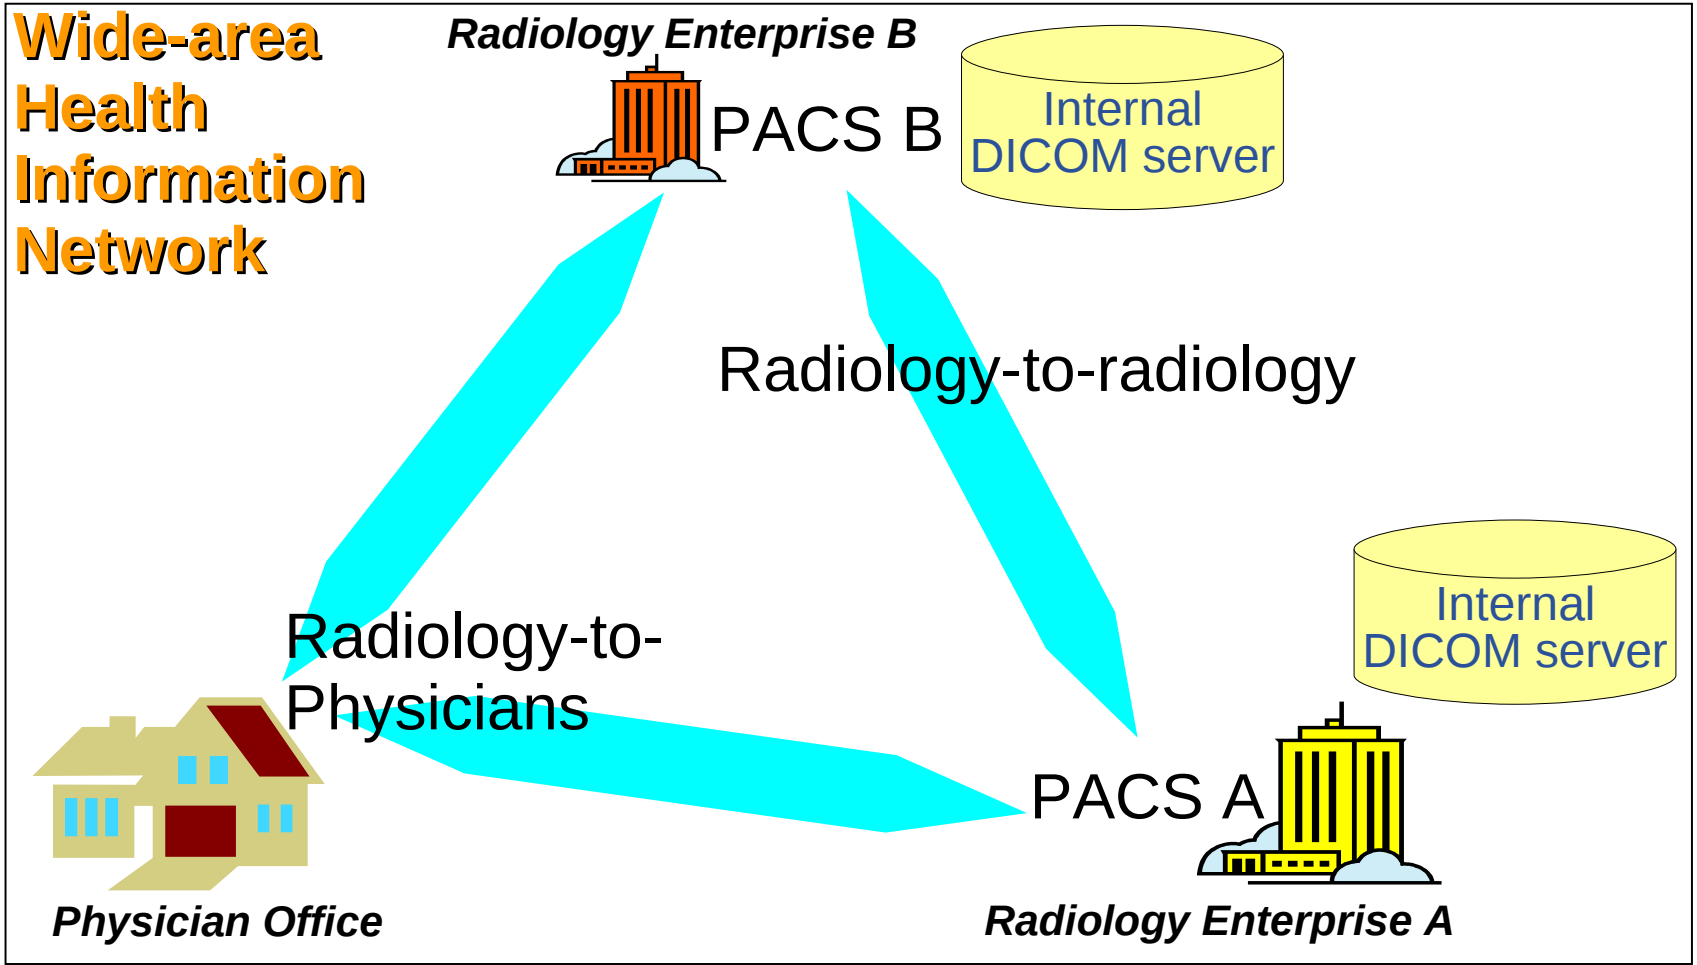 Wide-area
Health
Information
Network
Radiology Enterprise B
PACS B
Internal
DICOM server
Radiology-to-radiology
Internal
DICOM server
Radiology-to-
Physicians
PACS A
Physician Office
Radiology Enterprise A